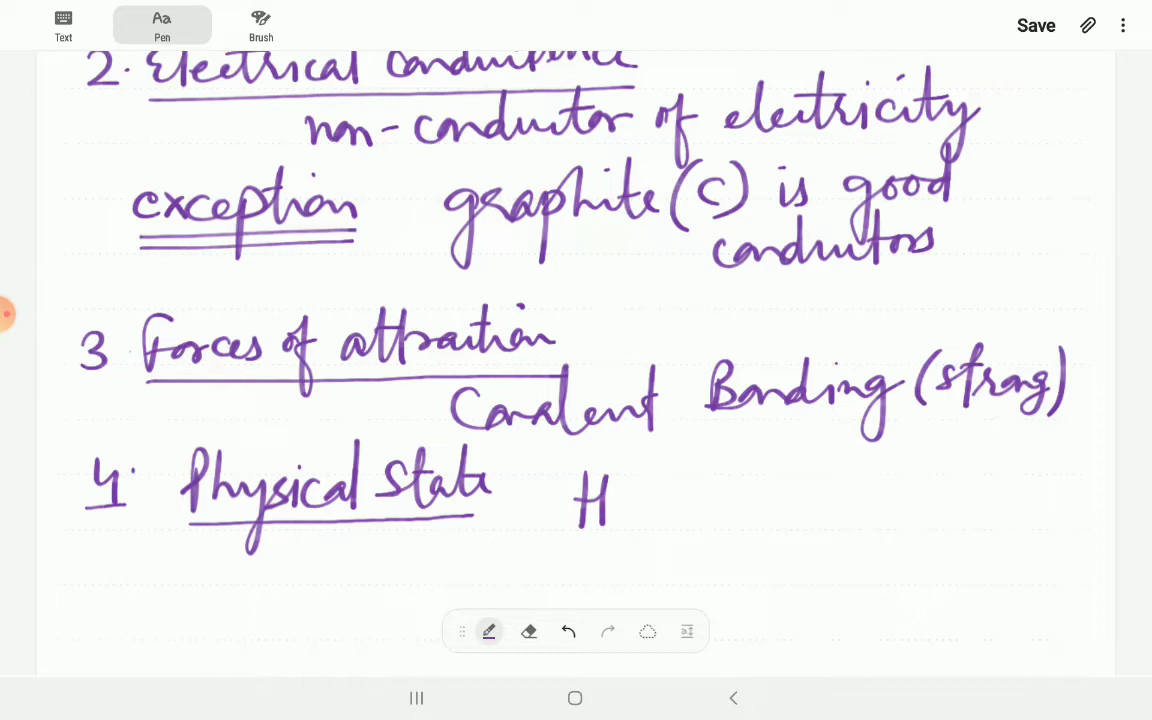 Text Pen Brush Save
2. Electrical Conductance
non-conductor of electricity
exception graphite (C) is good
conductors
3 Forces of attraction
Covalent Bonding (strong)
4. Physical State H